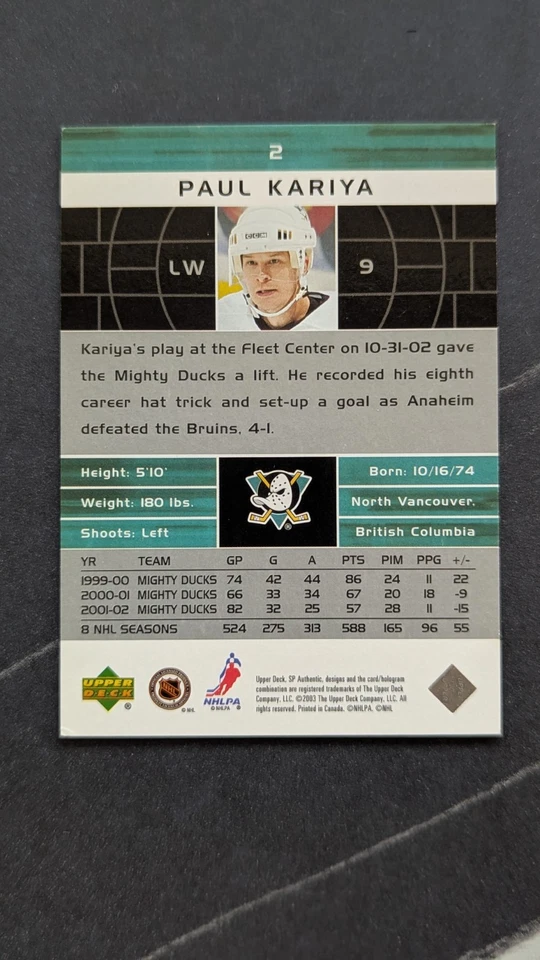 2
PAUL KARIYA
LW
9
Kariya's play at the Fleet Center on 10-31-02 gave
the Mighty Ducks a lift. He recorded his eighth
career hat trick and set-up a goal as Anaheim
defeated the Bruins, 4-1.
Height: 5'10"
Weight: 180 lbs.
Shoots: Left
Born: 10/16/74
North Vancouver,
British Columbia
YR TEAM GP G A PTS PIM PPG +/-
1999-00 MIGHTY DUCKS 74 42 44 86 24 11 22
2000-01 MIGHTY DUCKS 66 33 34 67 20 18 -9
2001-02 MIGHTY DUCKS 82 32 25 57 28 11 -15
8 NHL SEASONS 524 275 313 588 165 96 55
UPPER
DECK
®
NHL
© NHL
NHLPA
© NHLPA
Upper Deck, SP Authentic, designs and the card/hologram
combination are registered trademarks of The Upper Deck
Company, LLC. ©2003 The Upper Deck Company, LLC. All
rights reserved. Printed in Canada. ©NHLPA. ©NHL